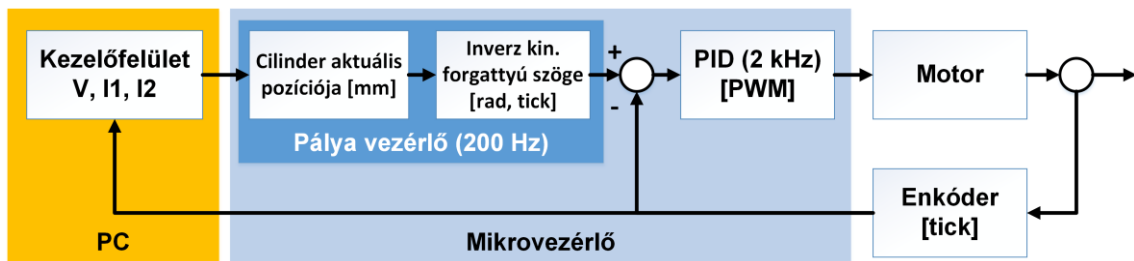 Kezelőfelület
V, I1, I2
PC
Cilinder aktuális
pozíciója [mm]
Inverz kin.
forgattyú szöge
[rad, tick]
Pálya vezérlő (200 Hz)
+
-
PID (2 kHz)
[PWM]
Mikrovezérlő
Motor
Enkóder
[tick]